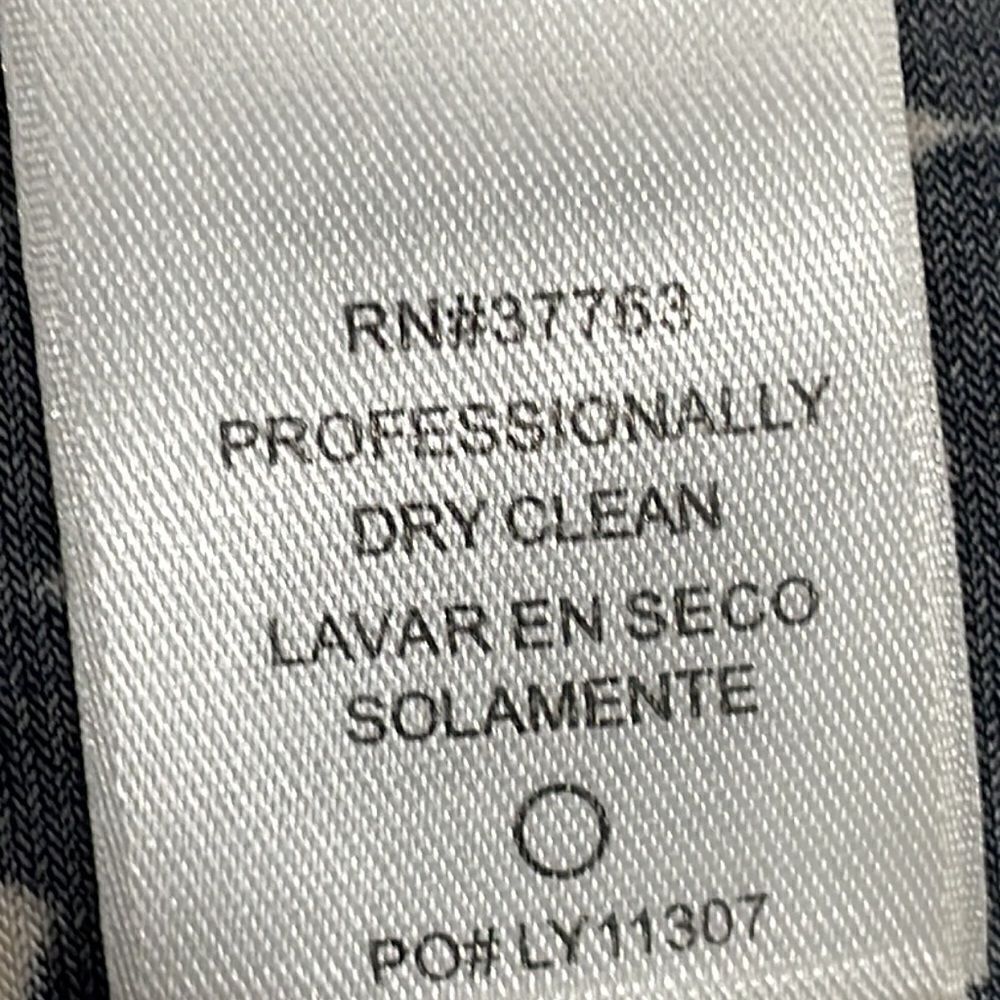 RN#37763
PROFESSIONALLY
DRY CLEAN
LAVAR EN SECO
SOLAMENTE
PO# LY11307